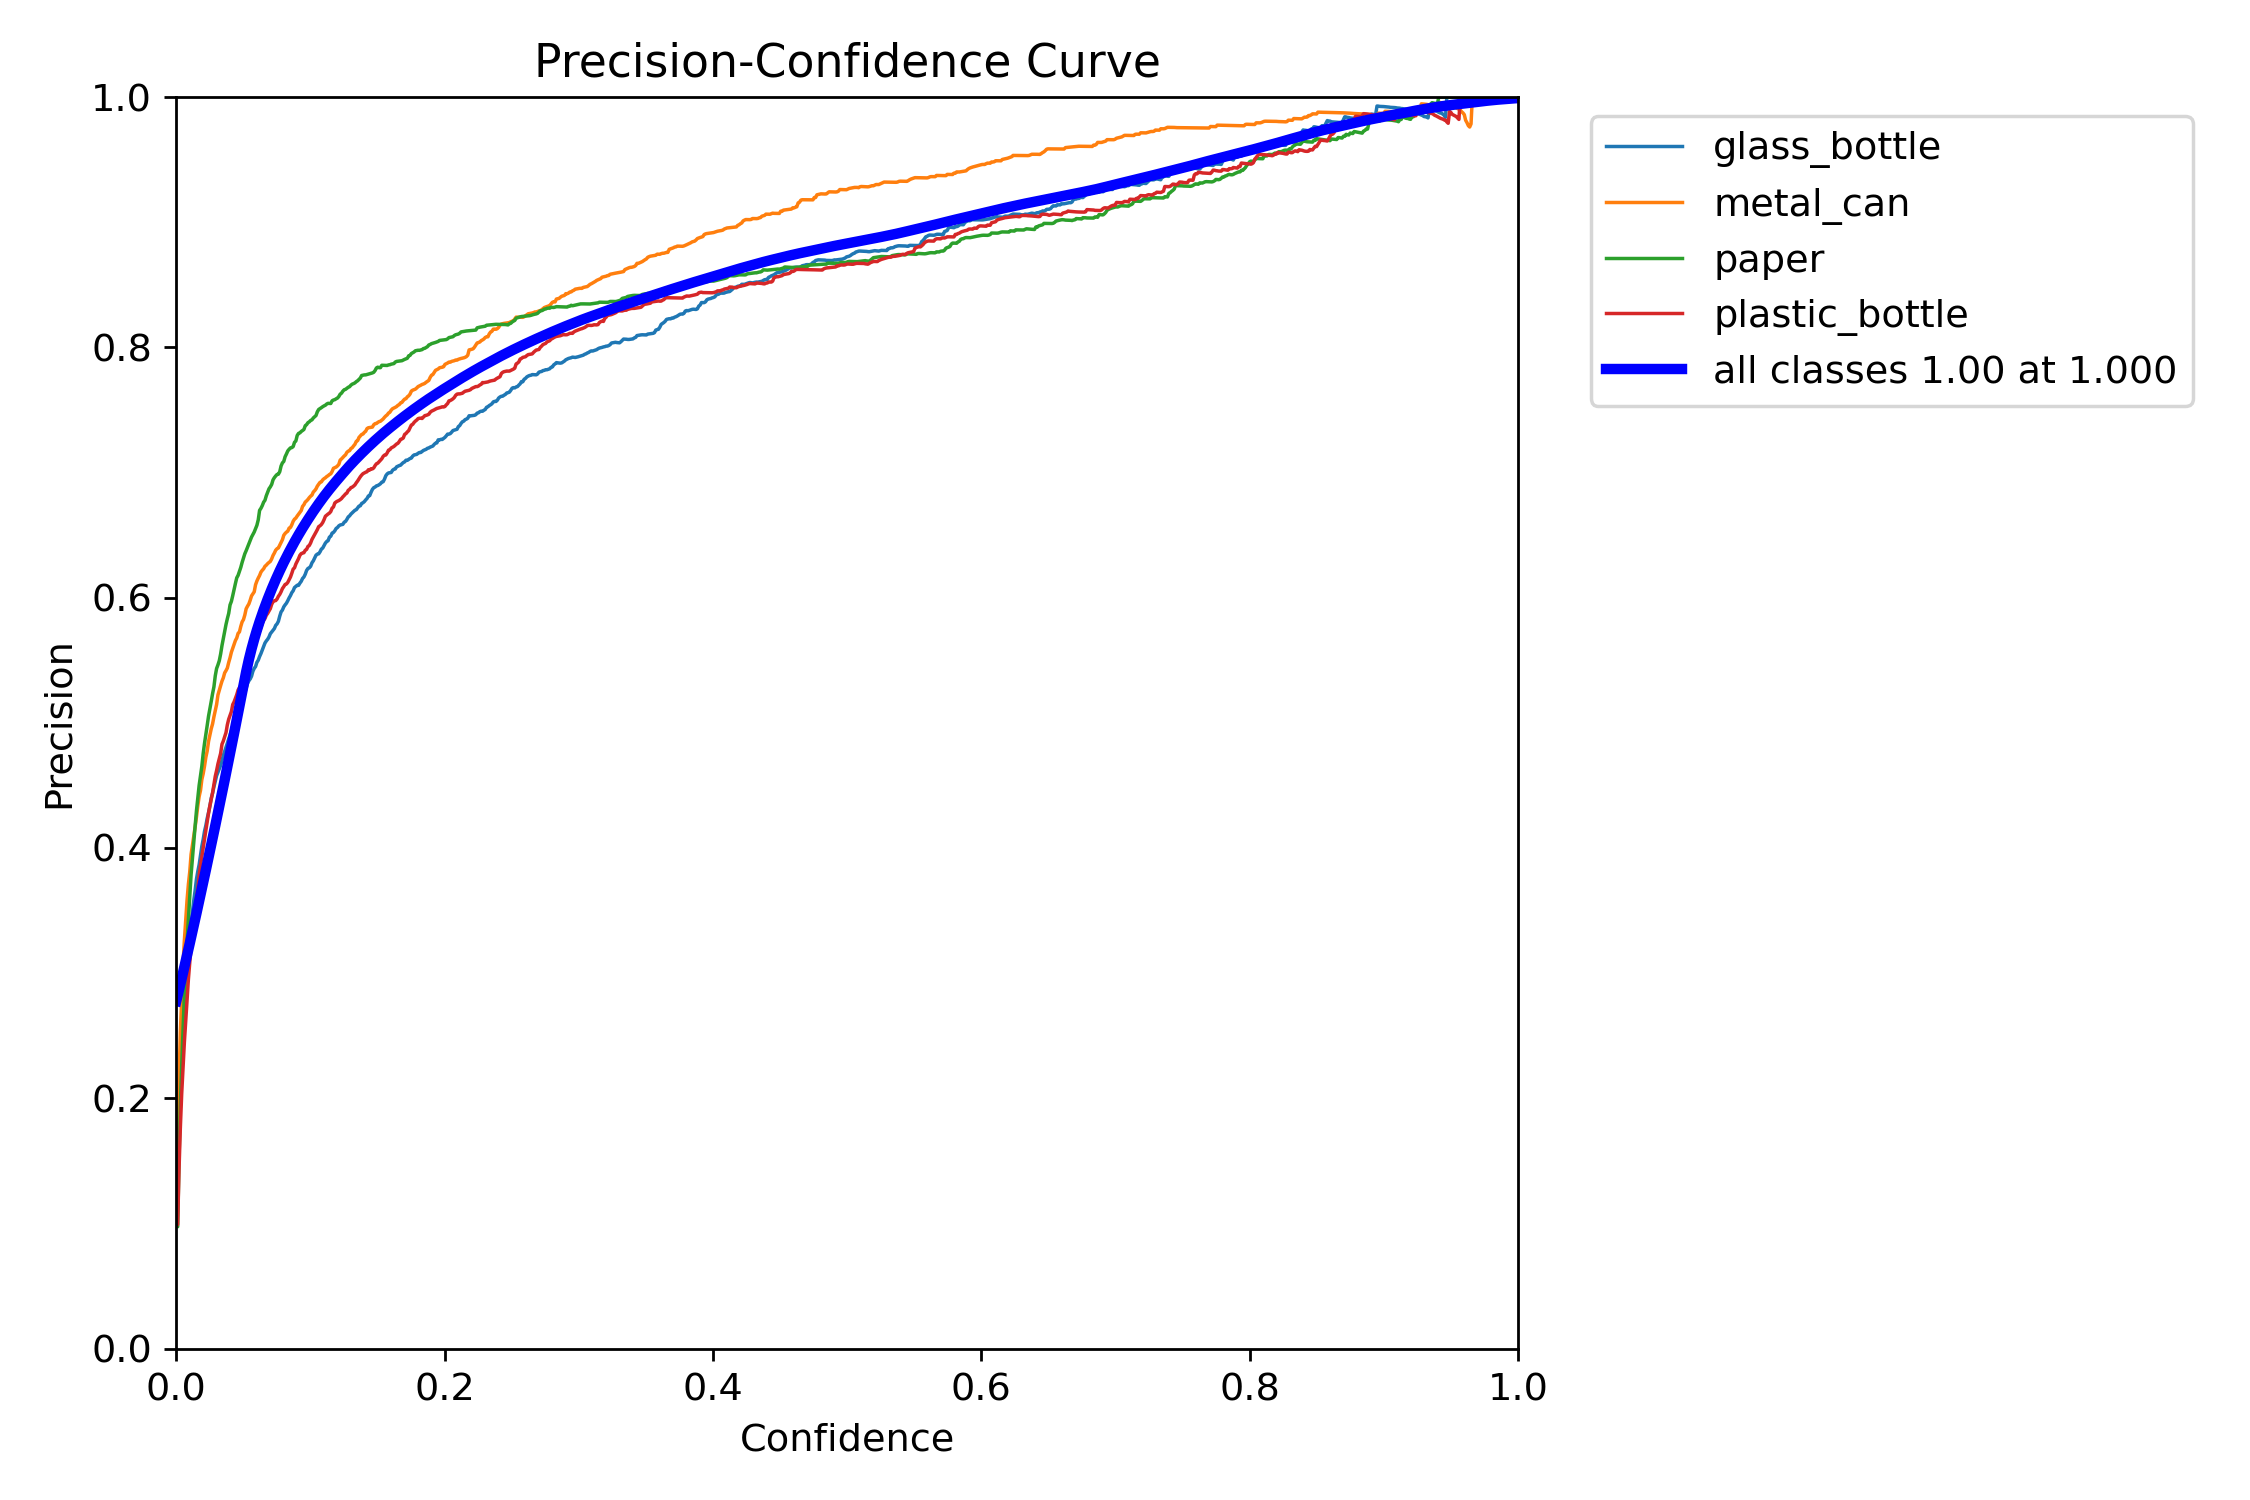 Precision-Confidence Curve
1.0
0.8
0.6
0.4
0.2
0.0
Precision
0.0 0.2 0.4 0.6 0.8 1.0
Confidence
glass_bottle
metal_can
paper
plastic_bottle
all classes 1.00 at 1.000